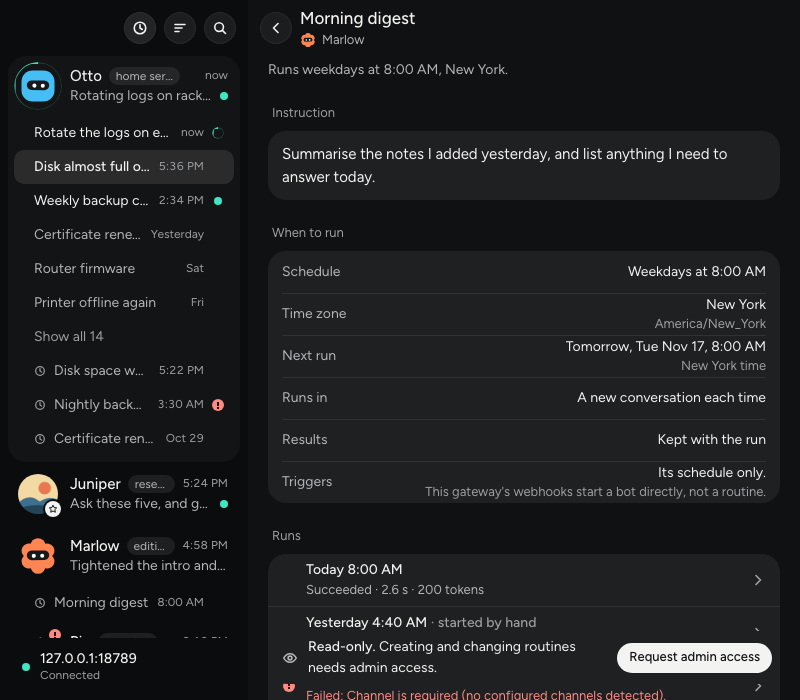 Otto home ser... now
Rotating logs on rack...
Rotate the logs on e... now
Disk almost full o... 5:36 PM
Weekly backup c... 2:34 PM
Certificate rene... Yesterday
Router firmware Sat
Printer offline again Fri
Show all 14
Disk space w... 5:22 PM
Nightly back... 3:30 AM
Certificate ren... Oct 29
Juniper rese... 5:24 PM
Ask these five, and g...
Marlow editi... 4:58 PM
Tightened the intro and...
Morning digest 8:00 AM
127.0.0.1:18789
Connected
Morning digest
Marlow
Runs weekdays at 8:00 AM, New York.
Instruction
Summarise the notes I added yesterday, and list anything I need to
answer today.
When to run
Schedule Weekdays at 8:00 AM
Time zone New York
America/New_York
Next run Tomorrow, Tue Nov 17, 8:00 AM
New York time
Runs in A new conversation each time
Results Kept with the run
Triggers Its schedule only.
This gateway's webhooks start a bot directly, not a routine.
Runs
Today 8:00 AM
Succeeded · 2.6 s · 200 tokens
Yesterday 4:40 AM · started by hand
Read-only. Creating and changing routines
needs admin access.
Request admin access
Failed: Channel is required (no configured channels detected).